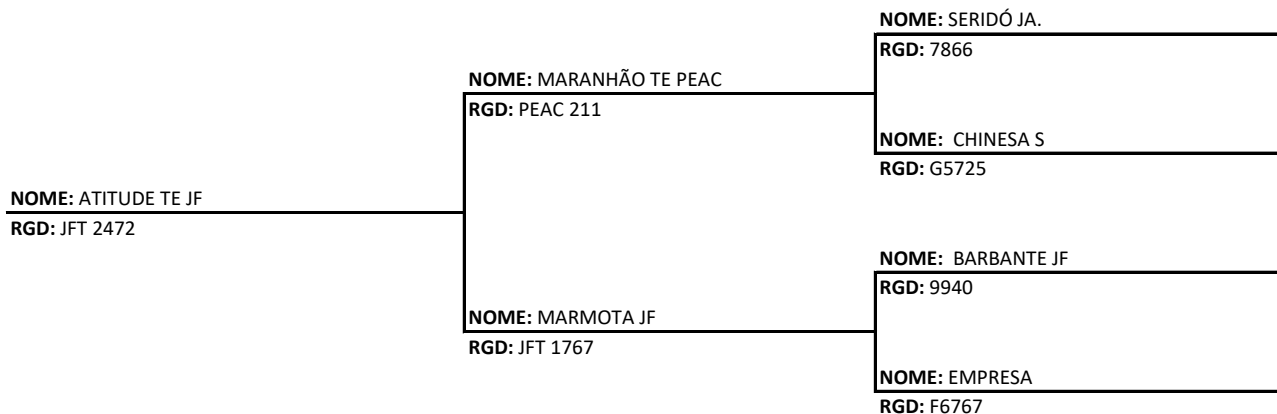 NOME: SERIDÓ JA.
RGD: 7866
NOME: MARANHÃO TE PEAC
RGD: PEAC 211
NOME: CHINESA S
RGD: G5725
NOME: ATITUDE TE JF
RGD: JFT 2472
NOME: BARBANTE JF
RGD: 9940
NOME: MARMOTA JF
RGD: JFT 1767
NOME: EMPRESA
RGD: F6767